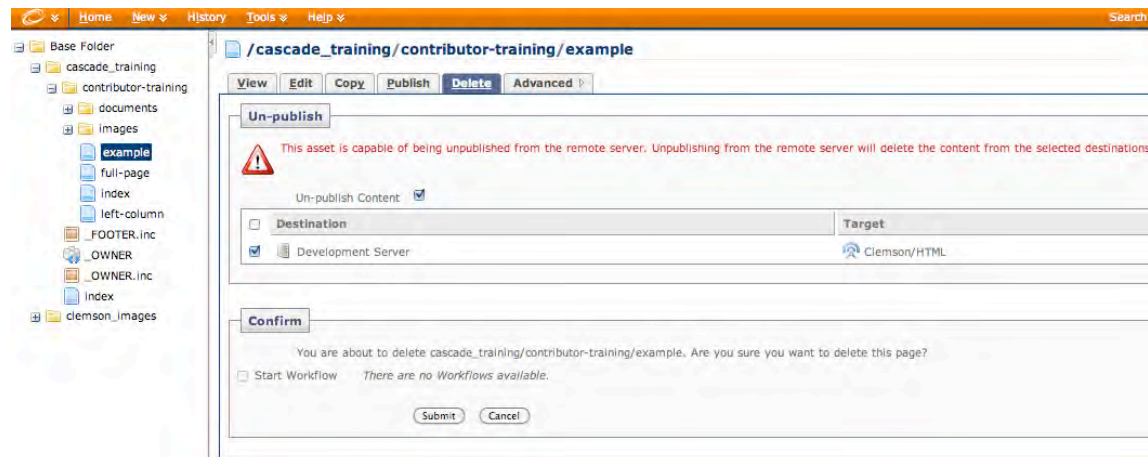 Home New History Tools Help Search
Base Folder
cascade_training
contributor-training
documents
images
example
full-page
index
left-column
_FOOTER.inc
_OWNER
_OWNER.inc
index
clemson_images
/cascade_training/contributor-training/example
View Edit Copy Publish Delete Advanced
Un-publish
This asset is capable of being unpublished from the remote server. Unpublishing from the remote server will delete the content from the selected destinations
Un-publish Content
Destination Target
Development Server Clemson/HTML
Confirm
You are about to delete cascade_training/contributor-training/example. Are you sure you want to delete this page?
Start Workflow There are no Workflows available.
Submit Cancel